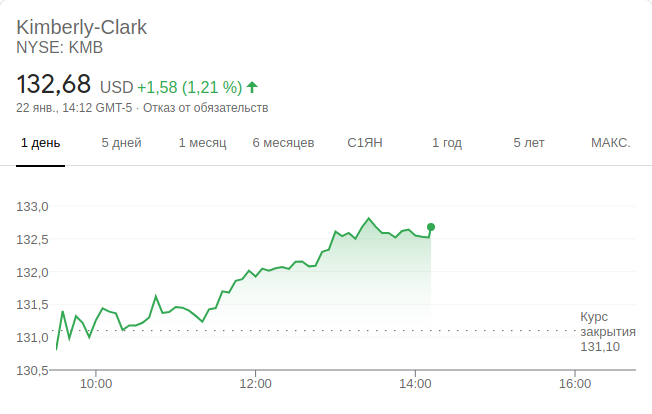 Kimberly-Clark
NYSE: KMB
132,68 USD +1,58 (1,21 %)
22 янв., 14:12 GMT-5 · Отказ от обязательств
1 день 5 дней 1 месяц 6 месяцев С1ЯН 1 год 5 лет МАКС.
133,0
132,5
132,0
131,5
131,0
130,5
Курс
закрытия
131,10
10:00 12:00 14:00 16:00